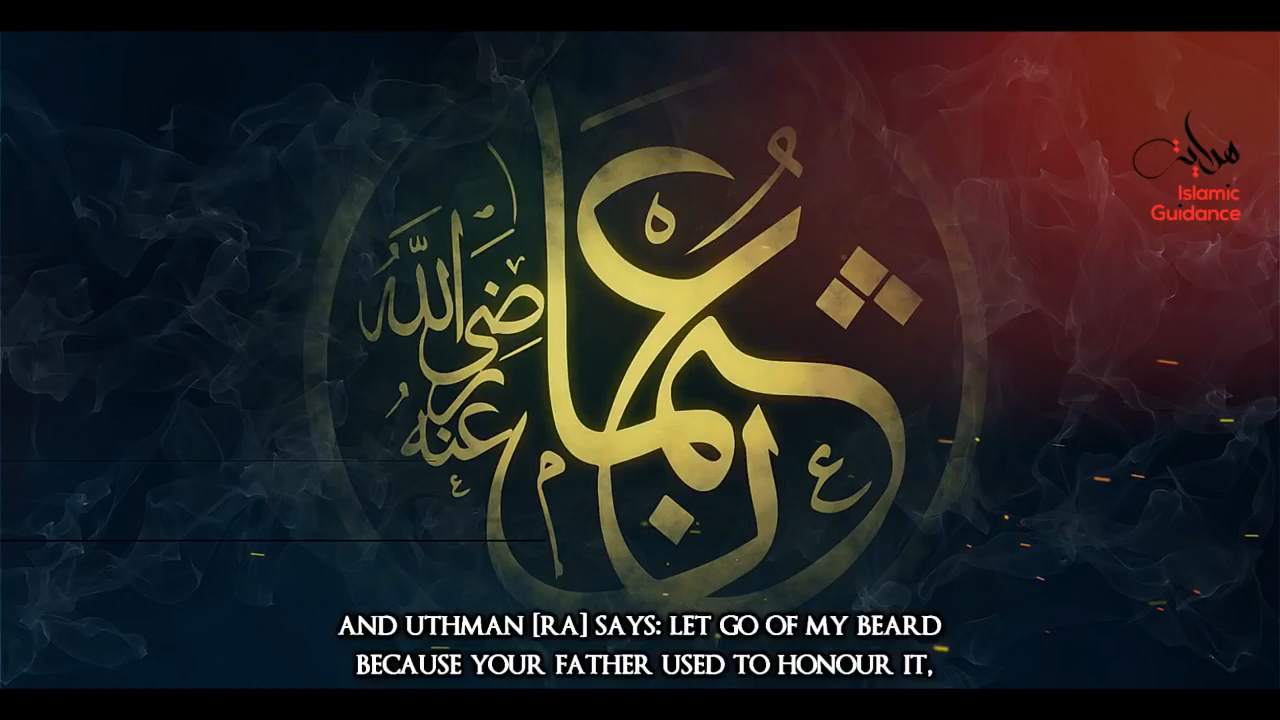 عثمان
رضي الله عنه
هداية
Islamic
Guidance
AND UTHMAN [RA] SAYS: LET GO OF MY BEARD
BECAUSE YOUR FATHER USED TO HONOUR IT,